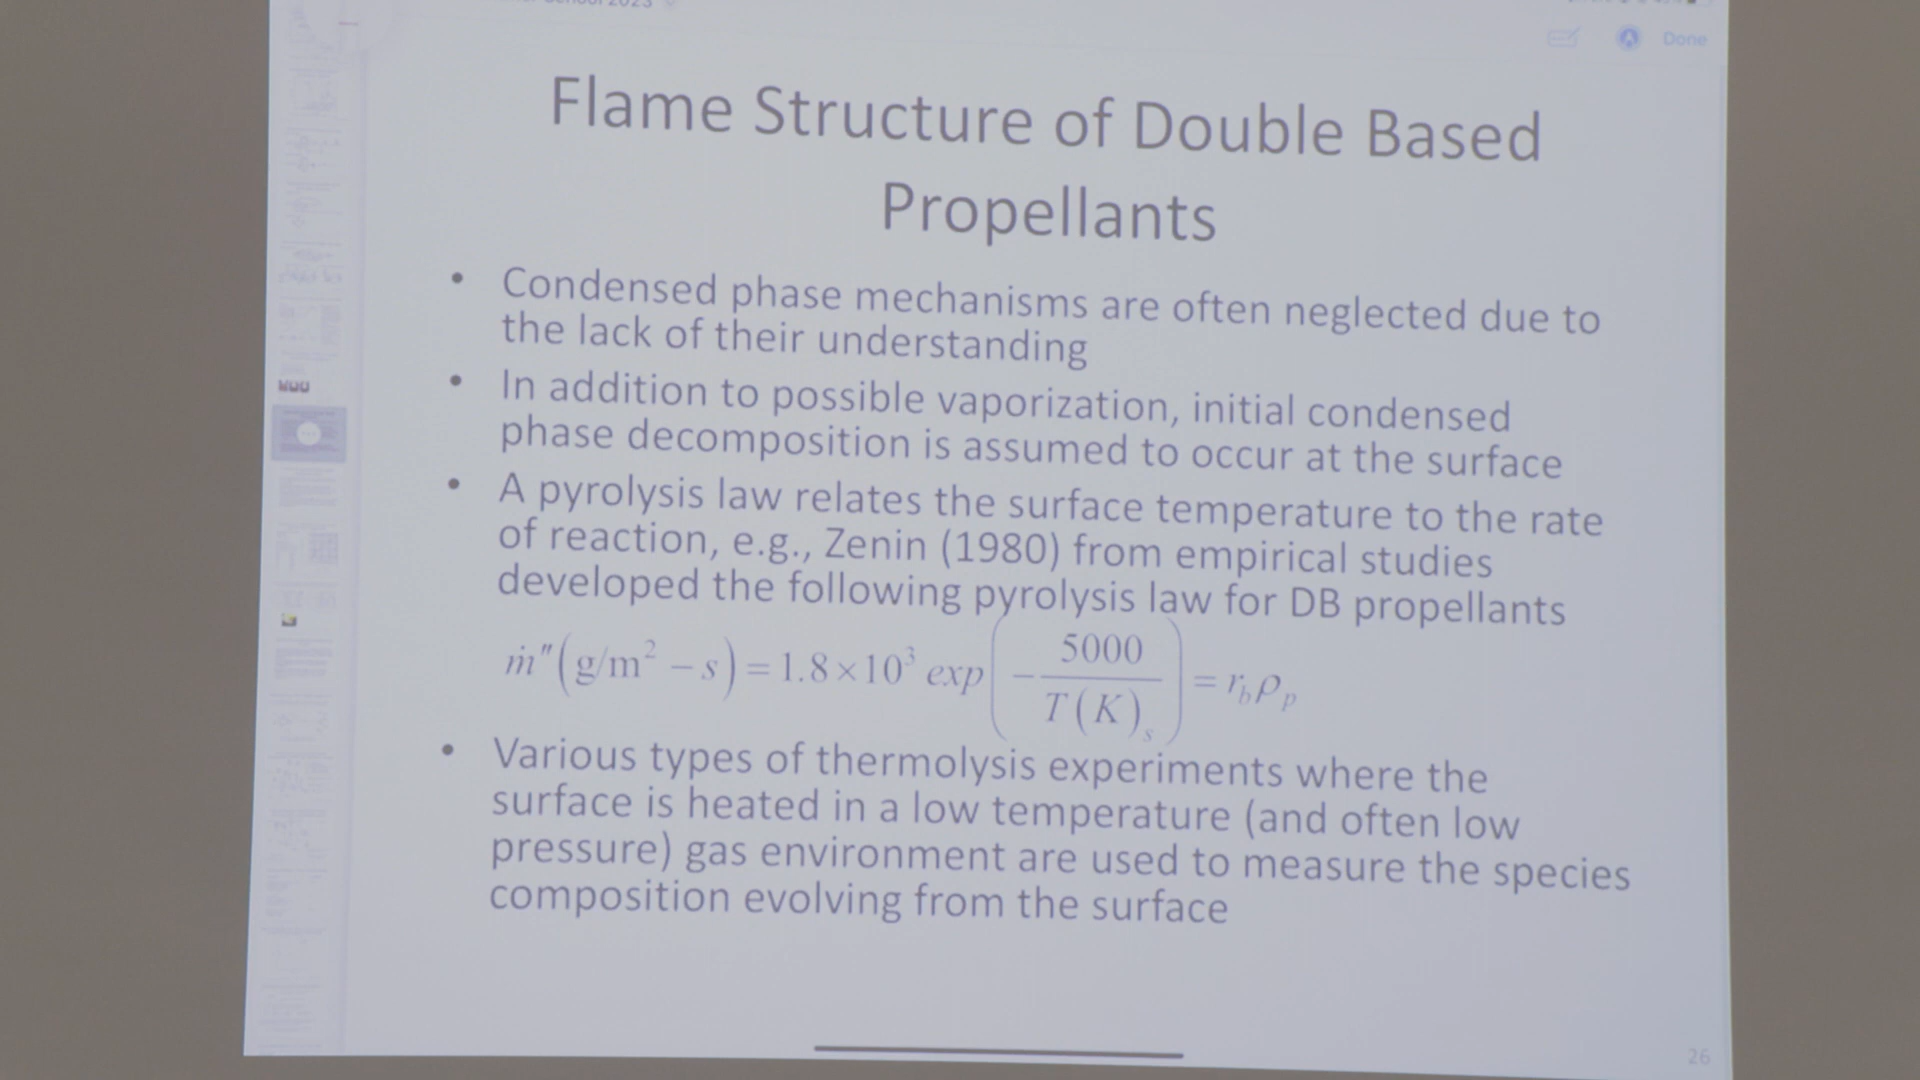 School 2023
Done
Flame Structure of Double Based
Propellants
• Condensed phase mechanisms are often neglected due to
the lack of their understanding
• In addition to possible vaporization, initial condensed
phase decomposition is assumed to occur at the surface
• A pyrolysis law relates the surface temperature to the rate
of reaction, e.g., Zenin (1980) from empirical studies
developed the following pyrolysis law for DB propellants
ṁ″(g/m² – s) = 1.8×10³ exp(– 5000 / T(K)ₛ) = r_b ρ_p
• Various types of thermolysis experiments where the
surface is heated in a low temperature (and often low
pressure) gas environment are used to measure the species
composition evolving from the surface
26